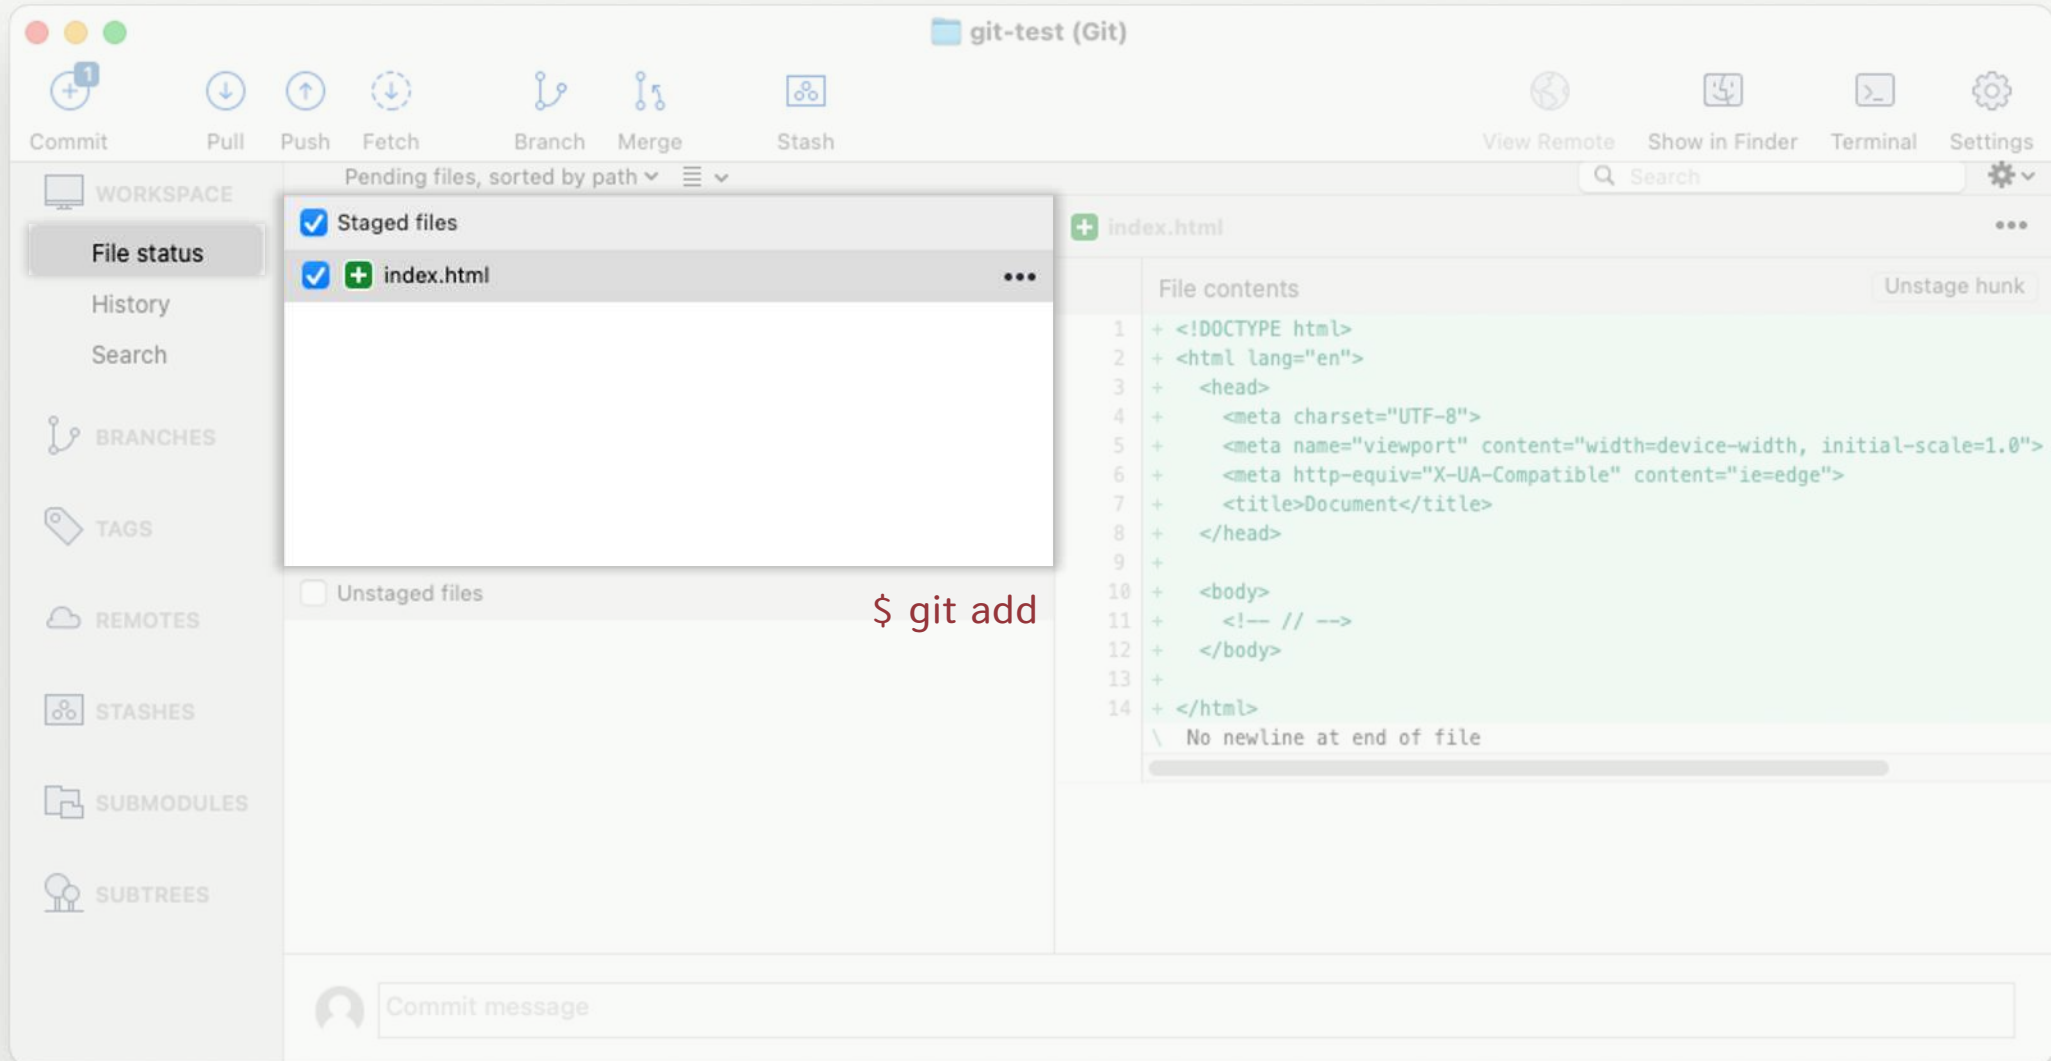 git-test (Git)
1
Commit
Pull
Push
Fetch
Branch
Merge
Stash
View Remote
Show in Finder
Terminal
Settings
WORKSPACE
File status
History
Search
BRANCHES
TAGS
REMOTES
STASHES
SUBMODULES
SUBTREES
Pending files, sorted by path
Search
Staged files
index.html
Unstaged files
$ git add
index.html
File contents
Unstage hunk
1 + <!DOCTYPE html>
2 + <html lang="en">
3 + <head>
4 + <meta charset="UTF-8">
5 + <meta name="viewport" content="width=device-width, initial-scale=1.0">
6 + <meta http-equiv="X-UA-Compatible" content="ie=edge">
7 + <title>Document</title>
8 + </head>
9 +
10 + <body>
11 + <!-- // -->
12 + </body>
13 +
14 + </html>
\ No newline at end of file
Commit message